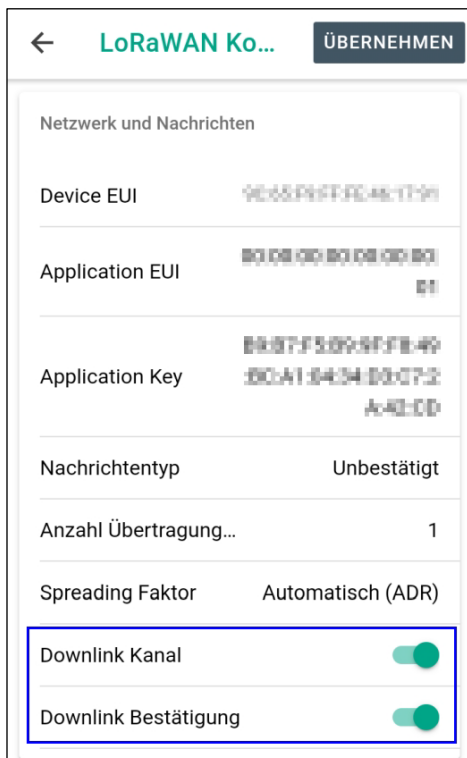 LoRaWAN Ko...
ÜBERNEHMEN
Netzwerk und Nachrichten
Device EUI
Application EUI
Application Key
Nachrichtentyp Unbestätigt
Anzahl Übertragung... 1
Spreading Faktor Automatisch (ADR)
Downlink Kanal
Downlink Bestätigung